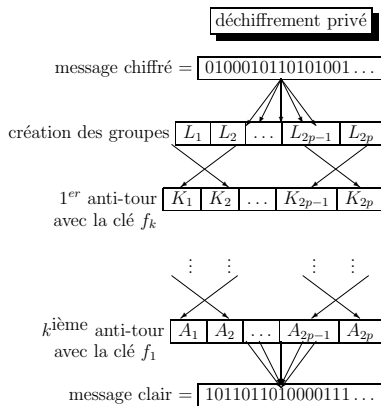 déchiffrement privé
message chiffré = 0100010110101001...
création des groupes L₁ L₂ ... L₂ₚ₋₁ L₂ₚ
1ᵉʳ anti-tour K₁ K₂ ... K₂ₚ₋₁ K₂ₚ
avec la clé fₖ
⋮ ⋮ ⋮ ⋮
kième anti-tour A₁ A₂ ... A₂ₚ₋₁ A₂ₚ
avec la clé f₁
message clair = 1011011010000111...